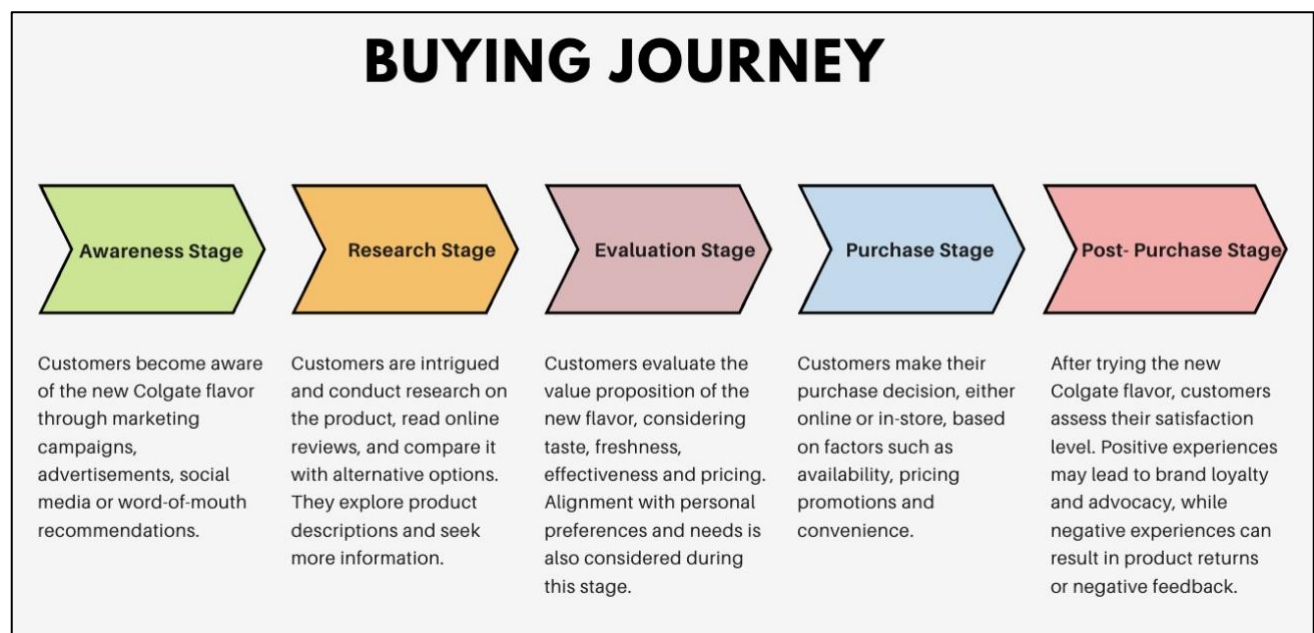 BUYING JOURNEY
Awareness Stage
Research Stage
Evaluation Stage
Purchase Stage
Post- Purchase Stage
Customers become aware
of the new Colgate flavor
through marketing
campaigns,
advertisements, social
media or word-of-mouth
recommendations.
Customers are intrigued
and conduct research on
the product, read online
reviews, and compare it
with alternative options.
They explore product
descriptions and seek
more information.
Customers evaluate the
value proposition of the
new flavor, considering
taste, freshness,
effectiveness and pricing.
Alignment with personal
preferences and needs is
also considered during
this stage.
Customers make their
purchase decision, either
online or in-store, based
on factors such as
availability, pricing
promotions and
convenience.
After trying the new
Colgate flavor, customers
assess their satisfaction
level. Positive experiences
may lead to brand loyalty
and advocacy, while
negative experiences can
result in product returns
or negative feedback.